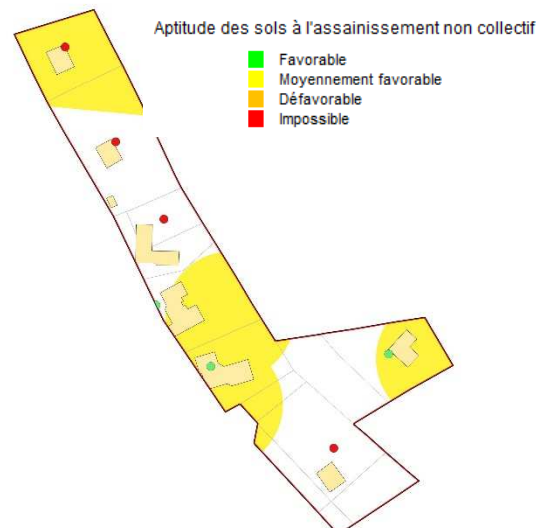 Aptitude des sols à l'assainissement non collectif
Favorable
Moyennement favorable
Défavorable
Impossible